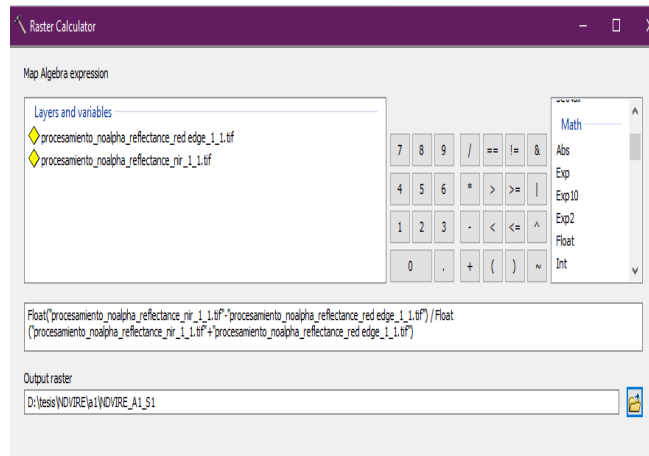 Raster Calculator
Map Algebra expression
Layers and variables
procesamiento_noalpha_reflectance_red edge_1_1.tif
procesamiento_noalpha_reflectance_nir_1_1.tif
7 8 9 / == != &
4 5 6 * > >= |
1 2 3 - < <= ^
0 . + ( ) ~
Math
Abs
Exp
Exp10
Exp2
Float
Int
Float("procesamiento_noalpha_reflectance_nir_1_1.tif"-"procesamiento_noalpha_reflectance_red edge_1_1.tif") / Float
("procesamiento_noalpha_reflectance_nir_1_1.tif"+"procesamiento_noalpha_reflectance_red edge_1_1.tif")
Output raster
D:\tesis\NDVIRE\a1\NDVIRE_A1_S1